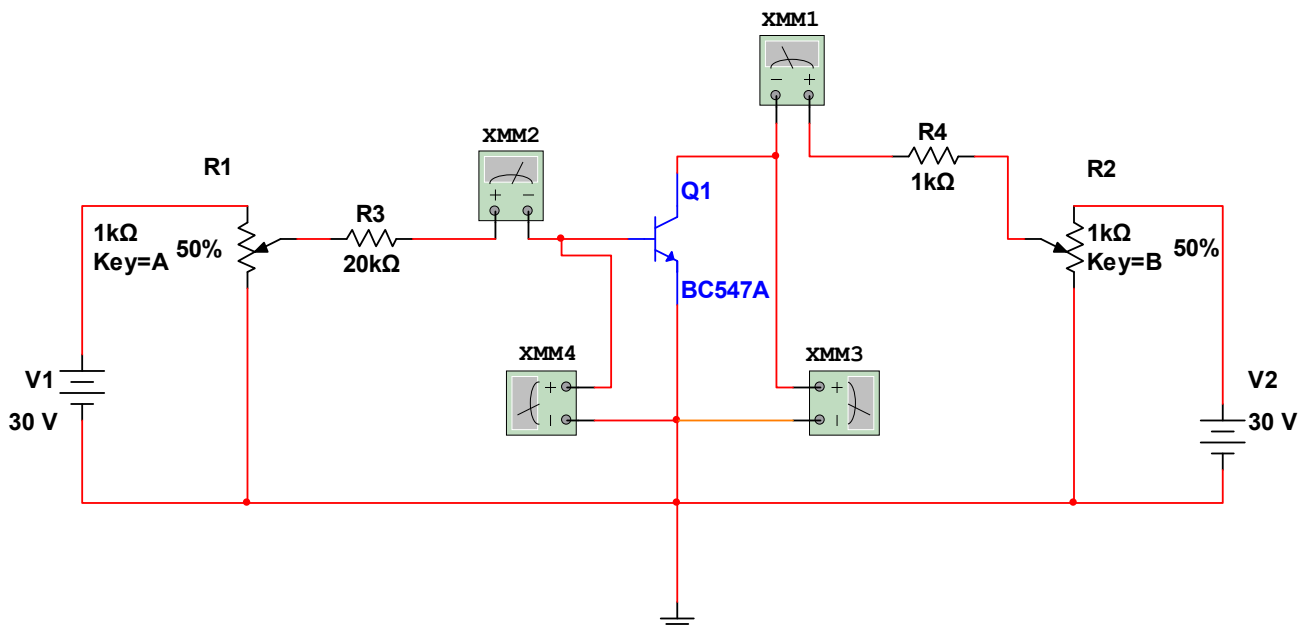 XMM1
XMM2
R4
R1
R2
Q1
R3
1kΩ
1kΩ
Key=A
50%
1kΩ
Key=B
50%
20kΩ
BC547A
XMM4
XMM3
V1
30 V
V2
30 V